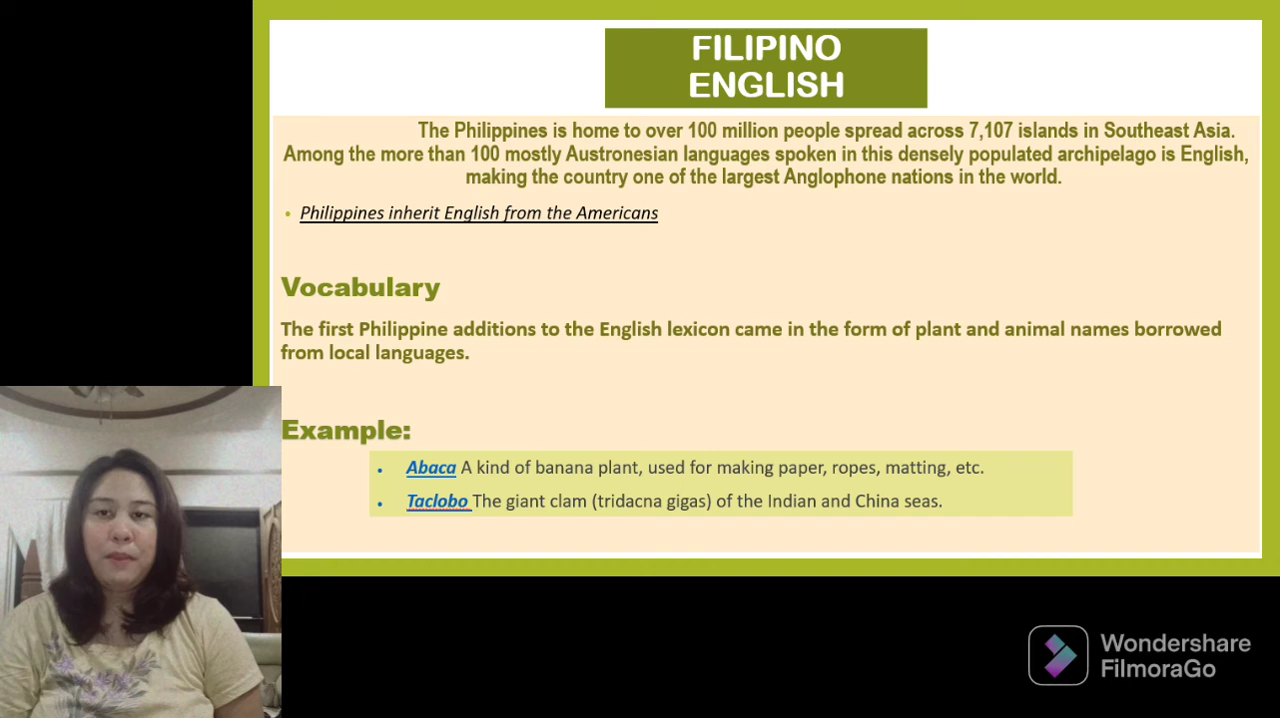 FILIPINO
ENGLISH
The Philippines is home to over 100 million people spread across 7,107 islands in Southeast Asia.
Among the more than 100 mostly Austronesian languages spoken in this densely populated archipelago is English,
making the country one of the largest Anglophone nations in the world.
• Philippines inherit English from the Americans
Vocabulary
The first Philippine additions to the English lexicon came in the form of plant and animal names borrowed
from local languages.
Example:
• Abaca A kind of banana plant, used for making paper, ropes, matting, etc.
• Taclobo The giant clam (tridacna gigas) of the Indian and China seas.
Wondershare
FilmoraGo